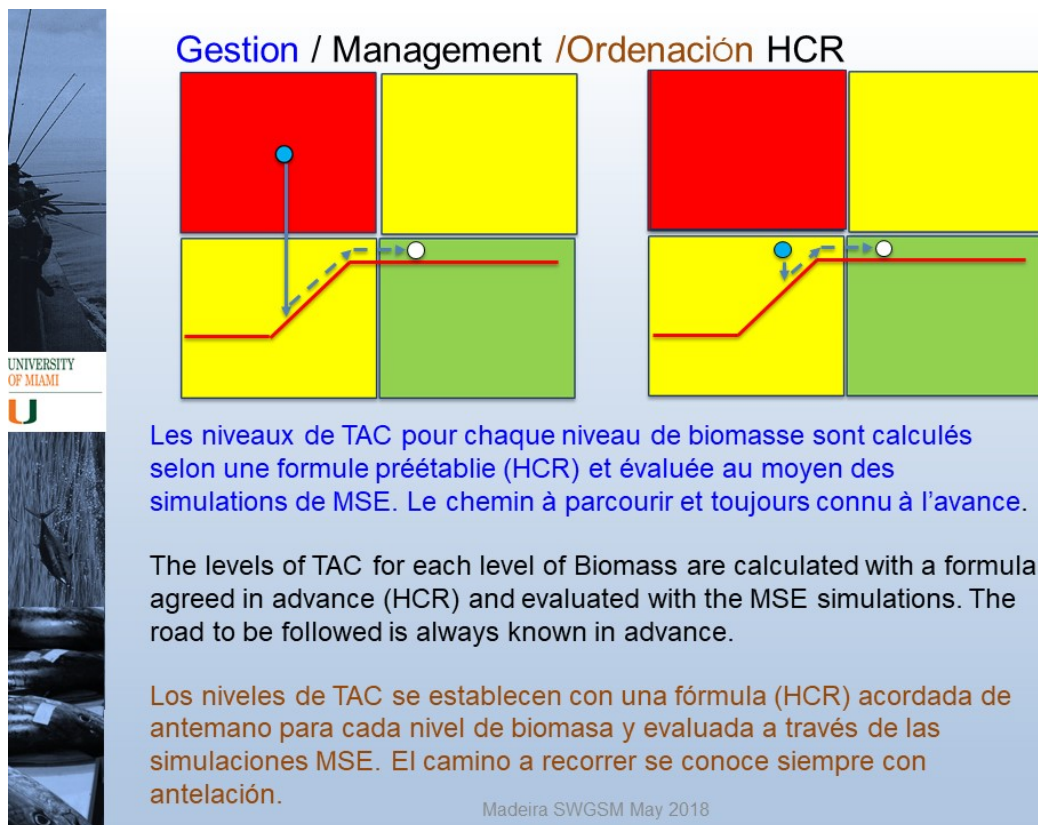 Gestion / Management /Ordenación HCR
UNIVERSITY
OF MIAMI
Les niveaux de TAC pour chaque niveau de biomasse sont calculés
selon une formule préétablie (HCR) et évaluée au moyen des
simulations de MSE. Le chemin à parcourir et toujours connu à l’avance.
The levels of TAC for each level of Biomass are calculated with a formula
agreed in advance (HCR) and evaluated with the MSE simulations. The
road to be followed is always known in advance.
Los niveles de TAC se establecen con una fórmula (HCR) acordada de
antemano para cada nivel de biomasa y evaluada a través de las
simulaciones MSE. El camino a recorrer se conoce siempre con
antelación.
Madeira SWGSM May 2018